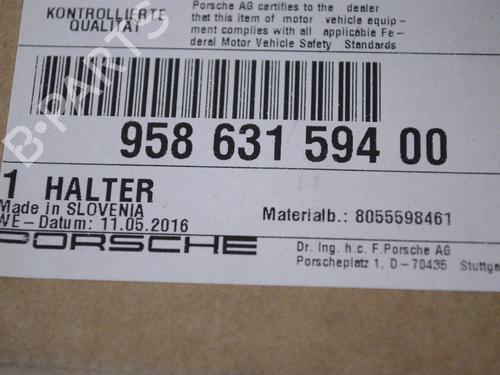 KONTROLLIERTE
QUALITÄT
Porsche AG certifies to the dealer
that this item of motor vehicle equip-
ment complies with all applicable Fe-
deral Motor Vehicle Safety Standards
958 631 594 00
1 HALTER
Made in SLOVENIA
WE-Datum: 11.05.2016
Materialb.: 8055598461
PORSCHE
Dr. Ing. h.c. F.Porsche AG
Porscheplatz 1, D-70435 Stuttga
B-PARTS